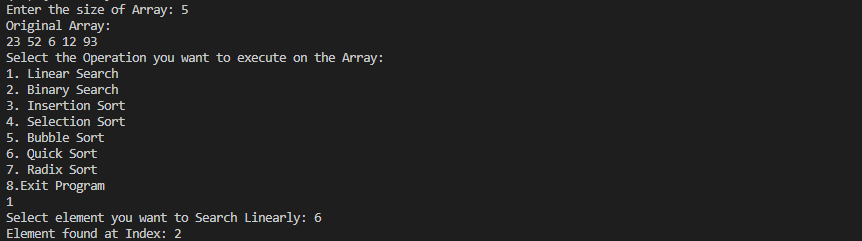 Enter the size of Array: 5
Original Array:
23 52 6 12 93
Select the Operation you want to execute on the Array:
1. Linear Search
2. Binary Search
3. Insertion Sort
4. Selection Sort
5. Bubble Sort
6. Quick Sort
7. Radix Sort
8.Exit Program
1
Select element you want to Search Linearly: 6
Element found at Index: 2